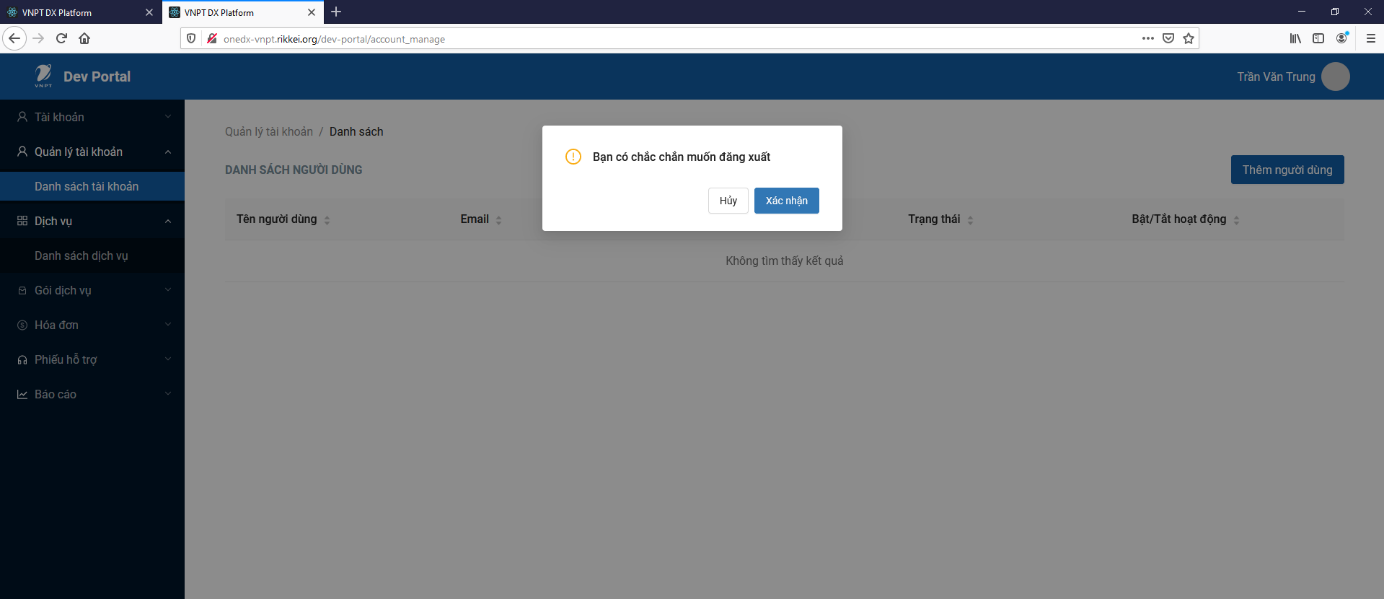 VNPT DX Platform
VNPT DX Platform
onedx-vnpt.rikkei.org/dev-portal/account_manage
VNPT
Dev Portal
Trần Văn Trung
Tài khoản
Quản lý tài khoản
Danh sách tài khoản
Dịch vụ
Danh sách dịch vụ
Gói dịch vụ
Hóa đơn
Phiếu hỗ trợ
Báo cáo
Quản lý tài khoản / Danh sách
DANH SÁCH NGƯỜI DÙNG
Thêm người dùng
Bạn có chắc chắn muốn đăng xuất
Hủy
Xác nhận
Tên người dùng
Email
Trạng thái
Bật/Tắt hoạt động
Không tìm thấy kết quả